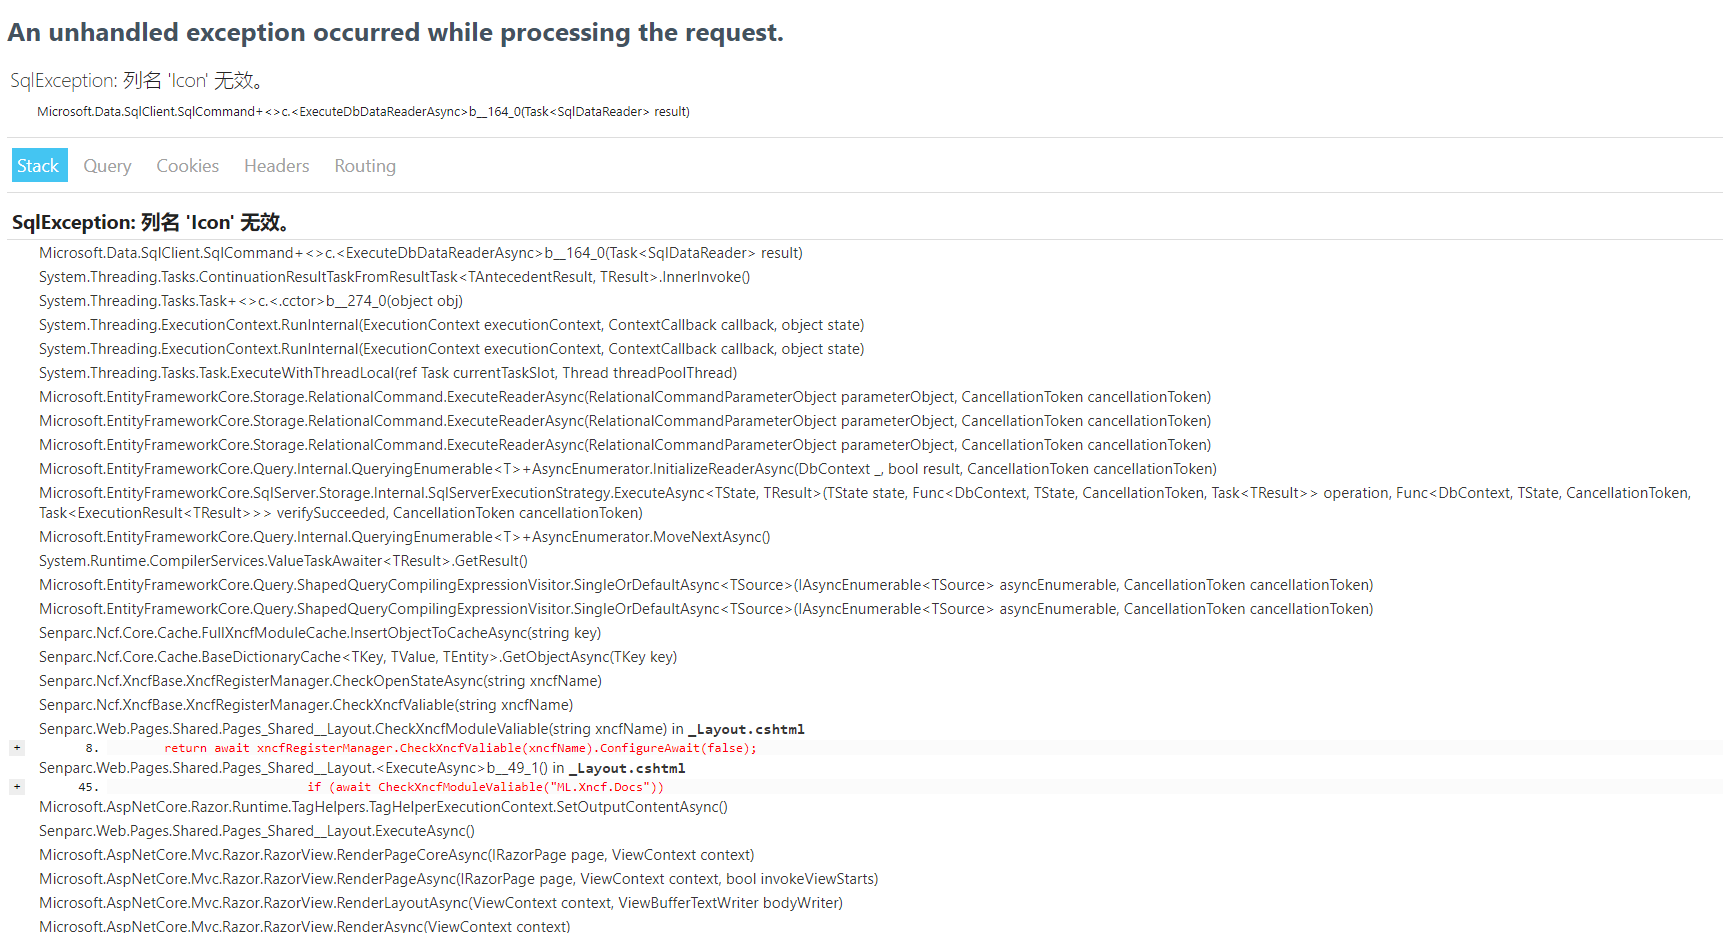 An unhandled exception occurred while processing the request.
SqlException: 列名 'Icon' 无效。
Microsoft.Data.SqlClient.SqlCommand+<>c.<ExecuteDbDataReaderAsync>b__164_0(Task<SqlDataReader> result)
Stack Query Cookies Headers Routing
SqlException: 列名 'Icon' 无效。
Microsoft.Data.SqlClient.SqlCommand+<>c.<ExecuteDbDataReaderAsync>b__164_0(Task<SqlDataReader> result)
System.Threading.Tasks.ContinuationResultTaskFromResultTask<TAntecedentResult, TResult>.InnerInvoke()
System.Threading.Tasks.Task+<>c.<.cctor>b__274_0(object obj)
System.Threading.ExecutionContext.RunInternal(ExecutionContext executionContext, ContextCallback callback, object state)
System.Threading.ExecutionContext.RunInternal(ExecutionContext executionContext, ContextCallback callback, object state)
System.Threading.Tasks.Task.ExecuteWithThreadLocal(ref Task currentTaskSlot, Thread threadPoolThread)
Microsoft.EntityFrameworkCore.Storage.RelationalCommand.ExecuteReaderAsync(RelationalCommandParameterObject parameterObject, CancellationToken cancellationToken)
Microsoft.EntityFrameworkCore.Storage.RelationalCommand.ExecuteReaderAsync(RelationalCommandParameterObject parameterObject, CancellationToken cancellationToken)
Microsoft.EntityFrameworkCore.Storage.RelationalCommand.ExecuteReaderAsync(RelationalCommandParameterObject parameterObject, CancellationToken cancellationToken)
Microsoft.EntityFrameworkCore.Query.Internal.QueryingEnumerable<T>+AsyncEnumerator.InitializeReaderAsync(DbContext _, bool result, CancellationToken cancellationToken)
Microsoft.EntityFrameworkCore.SqlServer.Storage.Internal.SqlServerExecutionStrategy.ExecuteAsync<TState, TResult>(TState state, Func<DbContext, TState, CancellationToken, Task<TResult>> operation, Func<DbContext, TState, CancellationToken,
Task<ExecutionResult<TResult>>> verifySucceeded, CancellationToken cancellationToken)
Microsoft.EntityFrameworkCore.Query.Internal.QueryingEnumerable<T>+AsyncEnumerator.MoveNextAsync()
System.Runtime.CompilerServices.ValueTaskAwaiter<TResult>.GetResult()
Microsoft.EntityFrameworkCore.Query.ShapedQueryCompilingExpressionVisitor.SingleOrDefaultAsync<TSource>(IAsyncEnumerable<TSource> asyncEnumerable, CancellationToken cancellationToken)
Microsoft.EntityFrameworkCore.Query.ShapedQueryCompilingExpressionVisitor.SingleOrDefaultAsync<TSource>(IAsyncEnumerable<TSource> asyncEnumerable, CancellationToken cancellationToken)
Senparc.Ncf.Core.Cache.FullXncfModuleCache.InsertObjectToCacheAsync(string key)
Senparc.Ncf.Core.Cache.BaseDictionaryCache<TKey, TValue, TEntity>.GetObjectAsync(TKey key)
Senparc.Ncf.XncfBase.XncfRegisterManager.CheckOpenStateAsync(string xncfName)
Senparc.Ncf.XncfBase.XncfRegisterManager.CheckXncfValiable(string xncfName)
Senparc.Web.Pages.Shared.Pages_Shared__Layout.CheckXncfModuleValiable(string xncfName) in _Layout.cshtml
+ 8. return await xncfRegisterManager.CheckXncfValiable(xncfName).ConfigureAwait(false);
Senparc.Web.Pages.Shared.Pages_Shared__Layout.<ExecuteAsync>b__49_1() in _Layout.cshtml
+ 45. if (await CheckXncfModuleValiable("ML.Xncf.Docs"))
Microsoft.AspNetCore.Razor.Runtime.TagHelpers.TagHelperExecutionContext.SetOutputContentAsync()
Senparc.Web.Pages.Shared.Pages_Shared__Layout.ExecuteAsync()
Microsoft.AspNetCore.Mvc.Razor.RazorView.RenderPageCoreAsync(IRazorPage page, ViewContext context)
Microsoft.AspNetCore.Mvc.Razor.RazorView.RenderPageAsync(IRazorPage page, ViewContext context, bool invokeViewStarts)
Microsoft.AspNetCore.Mvc.Razor.RazorView.RenderLayoutAsync(ViewContext context, ViewBufferTextWriter bodyWriter)
Microsoft.AspNetCore.Mvc.Razor.RazorView.RenderAsync(ViewContext context)